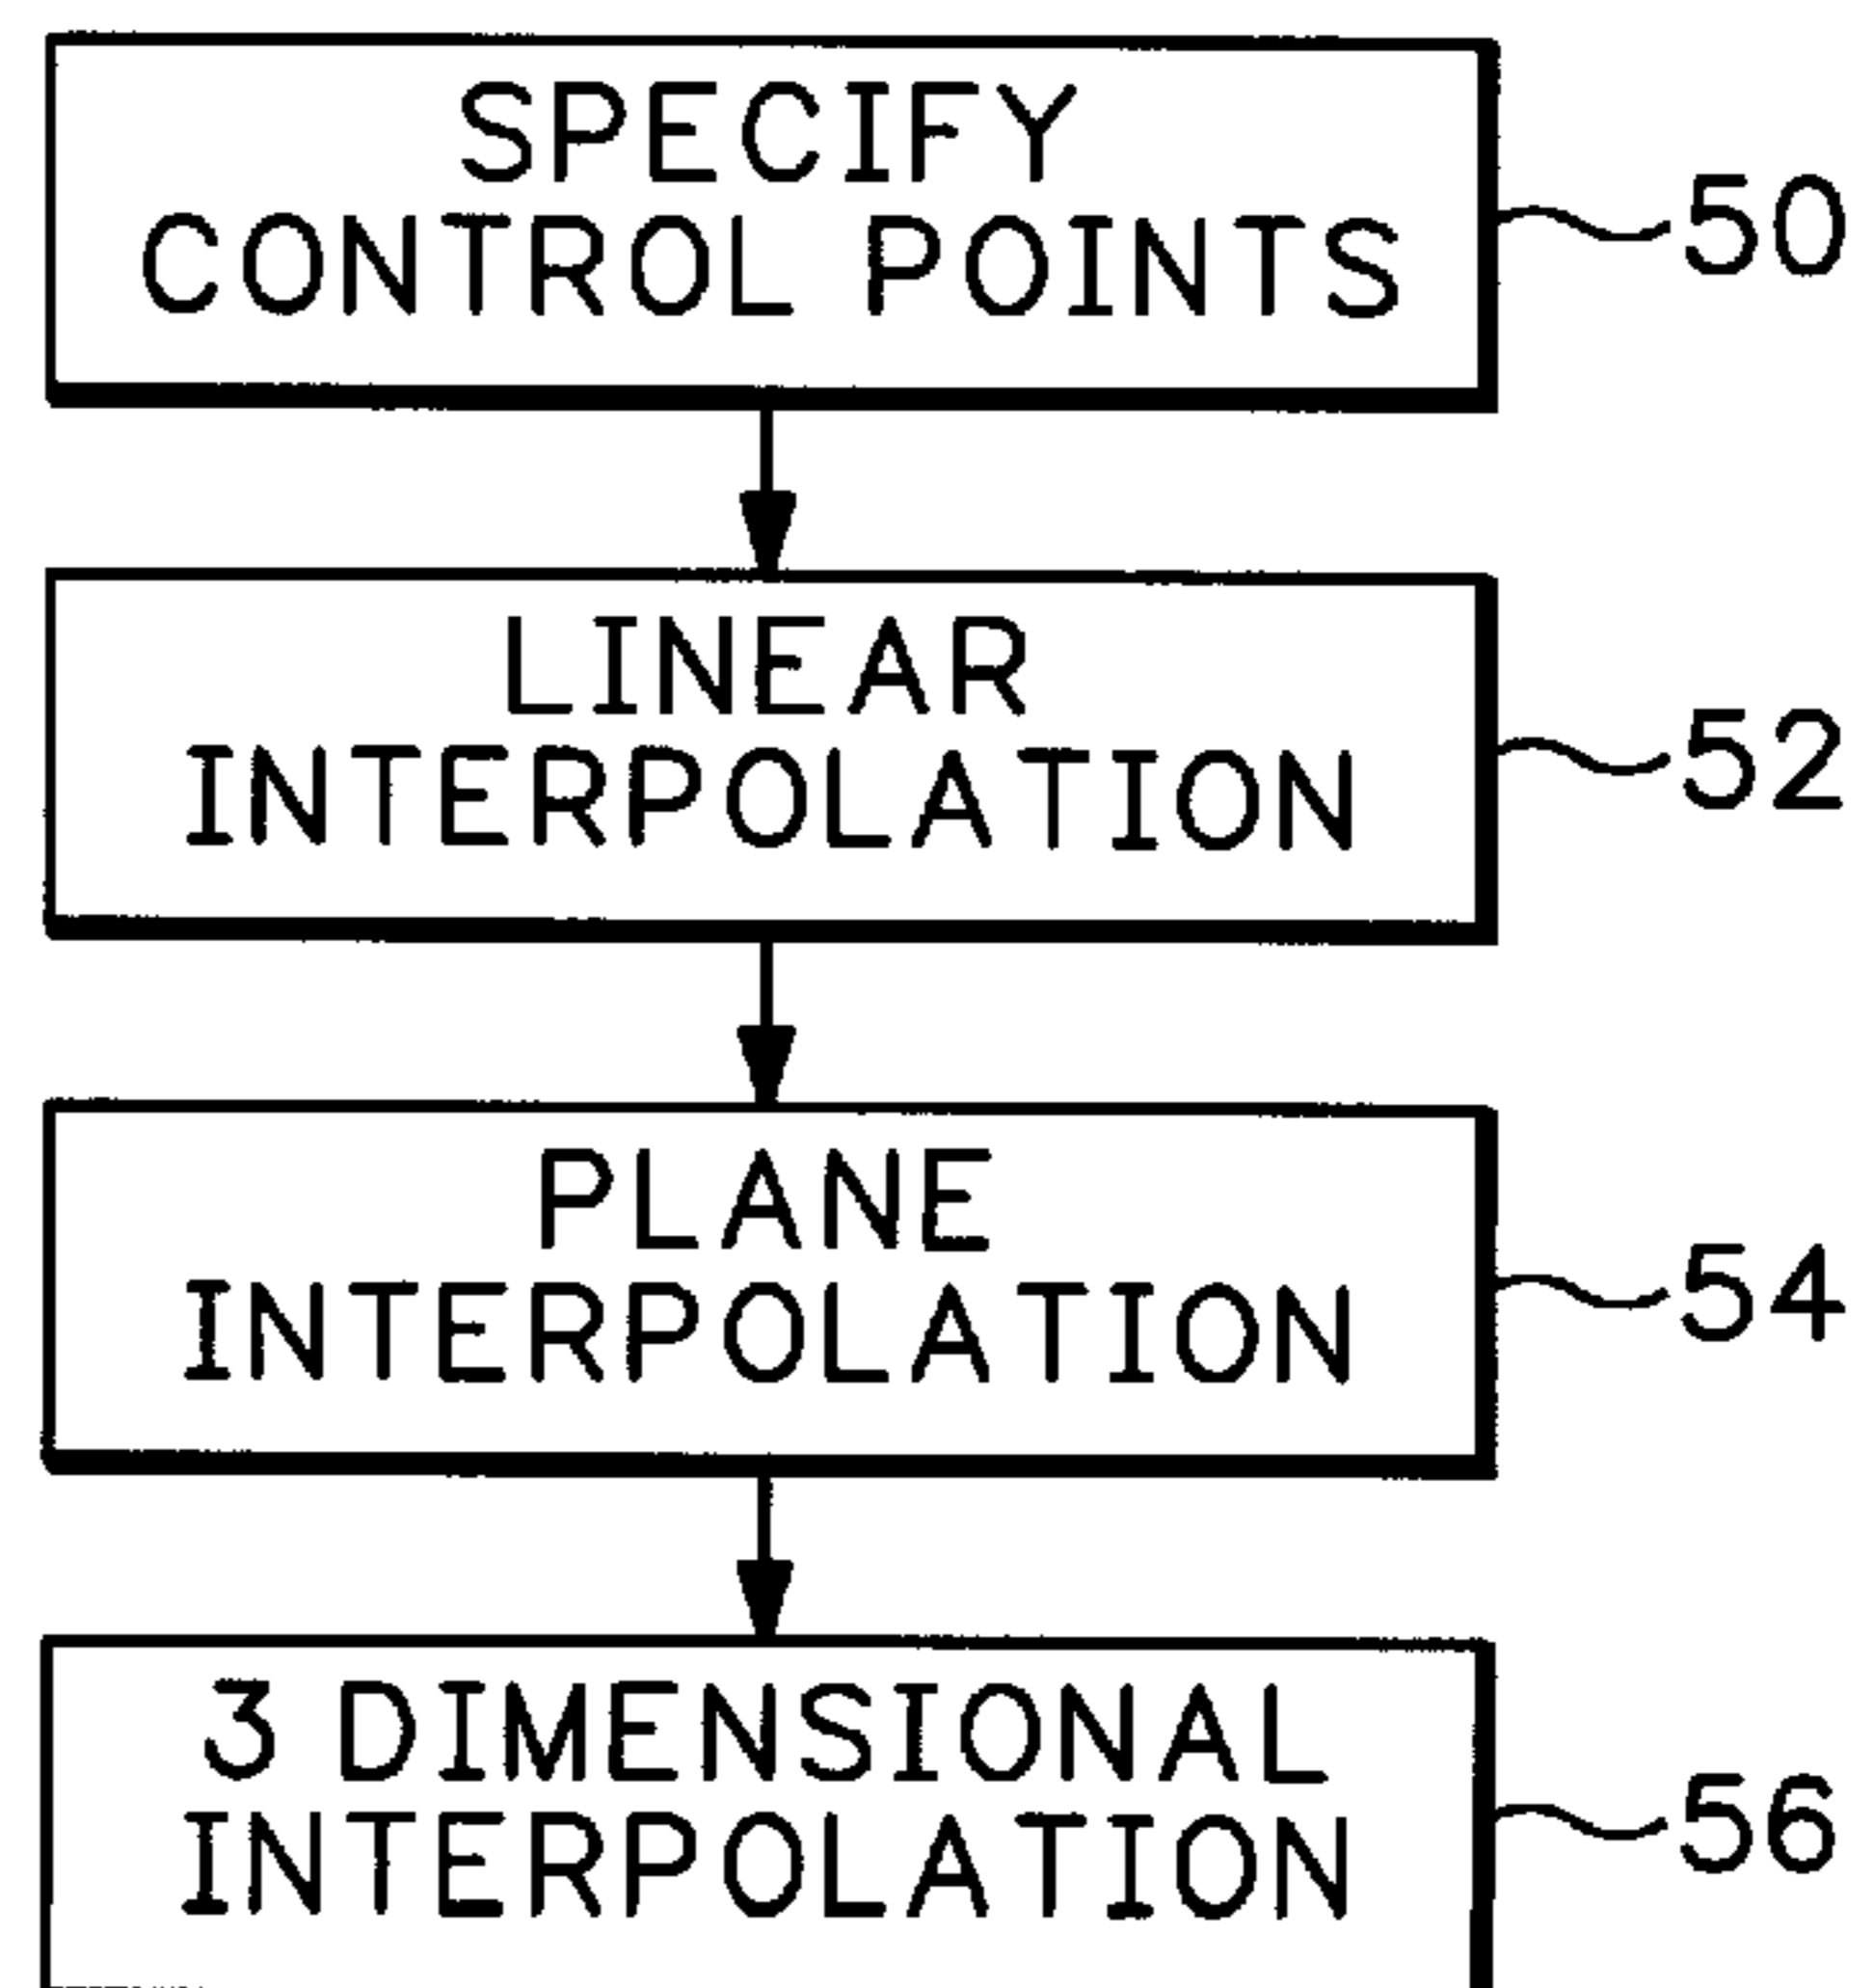 SPECIFY
CONTROL POINTS
50
LINEAR
INTERPOLATION
52
PLANE
INTERPOLATION
54
3 DIMENSIONAL
INTERPOLATION
56